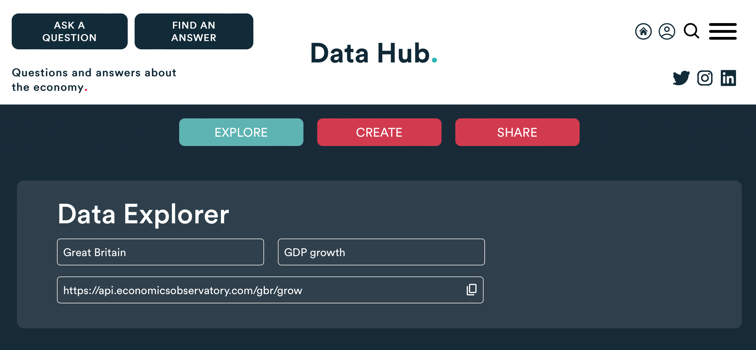 ASK A
QUESTION
FIND AN
ANSWER
Questions and answers about
the economy.
Data Hub.
EXPLORE
CREATE
SHARE
Data Explorer
Great Britain
GDP growth
https://api.economicsobservatory.com/gbr/grow